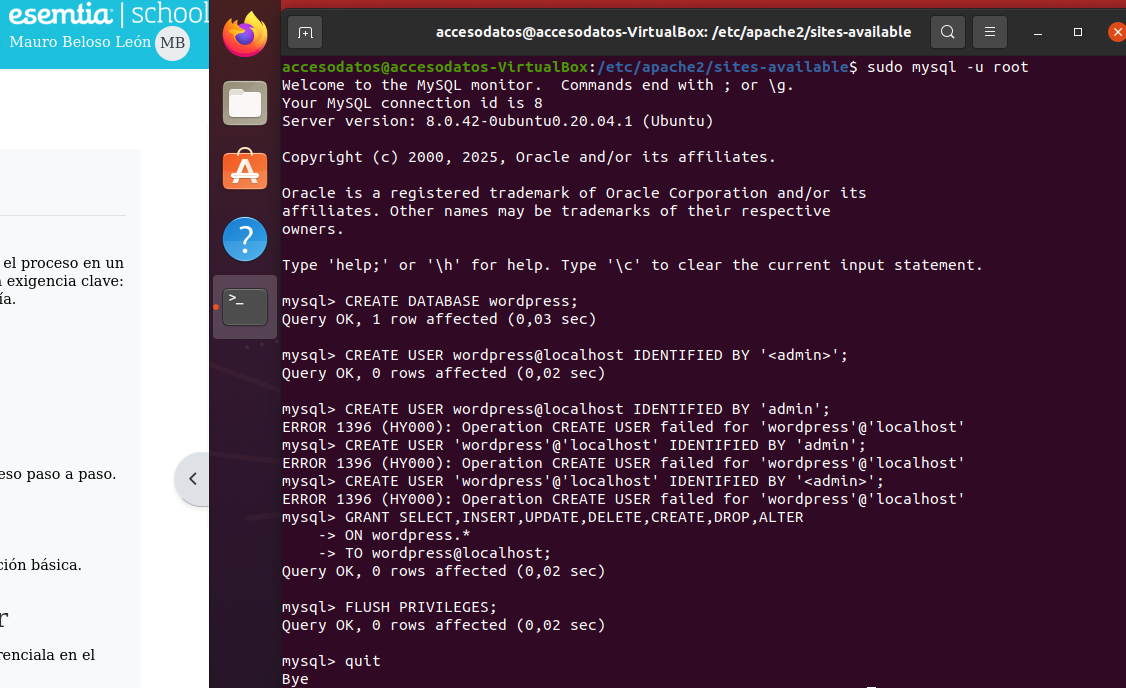 esemtia | school
Mauro Beloso León MB
el proceso en un
exigencia clave:
ía.
eso paso a paso.
ción básica.
r
renciala en el
accesodatos@accesodatos-VirtualBox: /etc/apache2/sites-available
accesodatos@accesodatos-VirtualBox:/etc/apache2/sites-available$ sudo mysql -u root
Welcome to the MySQL monitor.  Commands end with ; or \g.
Your MySQL connection id is 8
Server version: 8.0.42-0ubuntu0.20.04.1 (Ubuntu)
Copyright (c) 2000, 2025, Oracle and/or its affiliates.
Oracle is a registered trademark of Oracle Corporation and/or its
affiliates. Other names may be trademarks of their respective
owners.
Type 'help;' or '\h' for help. Type '\c' to clear the current input statement.
mysql> CREATE DATABASE wordpress;
Query OK, 1 row affected (0,03 sec)
mysql> CREATE USER wordpress@localhost IDENTIFIED BY '<admin>';
Query OK, 0 rows affected (0,02 sec)
mysql> CREATE USER wordpress@localhost IDENTIFIED BY 'admin';
ERROR 1396 (HY000): Operation CREATE USER failed for 'wordpress'@'localhost'
mysql> CREATE USER 'wordpress'@'localhost' IDENTIFIED BY 'admin';
ERROR 1396 (HY000): Operation CREATE USER failed for 'wordpress'@'localhost'
mysql> CREATE USER 'wordpress'@'localhost' IDENTIFIED BY '<admin>';
ERROR 1396 (HY000): Operation CREATE USER failed for 'wordpress'@'localhost'
mysql> GRANT SELECT,INSERT,UPDATE,DELETE,CREATE,DROP,ALTER
    -> ON wordpress.*
    -> TO wordpress@localhost;
Query OK, 0 rows affected (0,02 sec)
mysql> FLUSH PRIVILEGES;
Query OK, 0 rows affected (0,02 sec)
mysql> quit
Bye